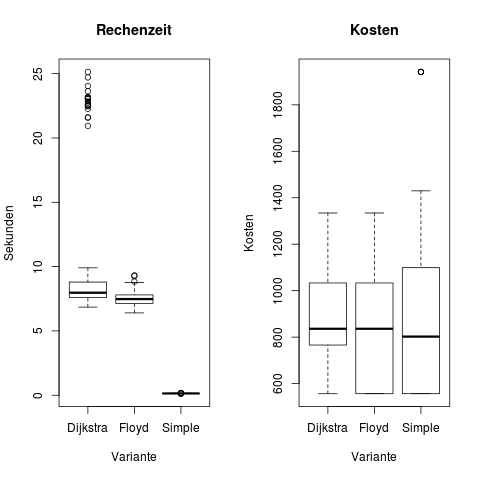 Rechenzeit
Sekunden
25
20
15
10
5
0
Dijkstra Floyd Simple
Variante
Kosten
Kosten
1800
1600
1400
1200
1000
800
600
Dijkstra Floyd Simple
Variante